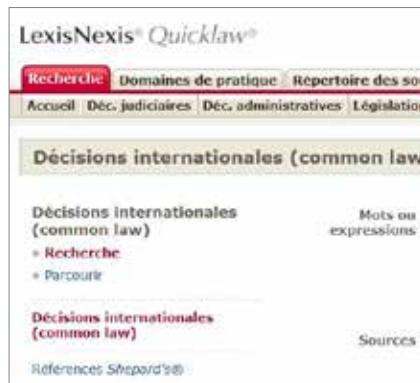 LexisNexis® Quicklaw®
Recherche Domaines de pratique Répertoire des sou
Accueil Déc. judiciaires Déc. administratives Législation
Décisions internationales (common law
Décisions internationales
(common law)
Mots ou
expressions
» Recherche
» Parcourir
Décisions internationales
(common law)
Sources
Références Shepard's®